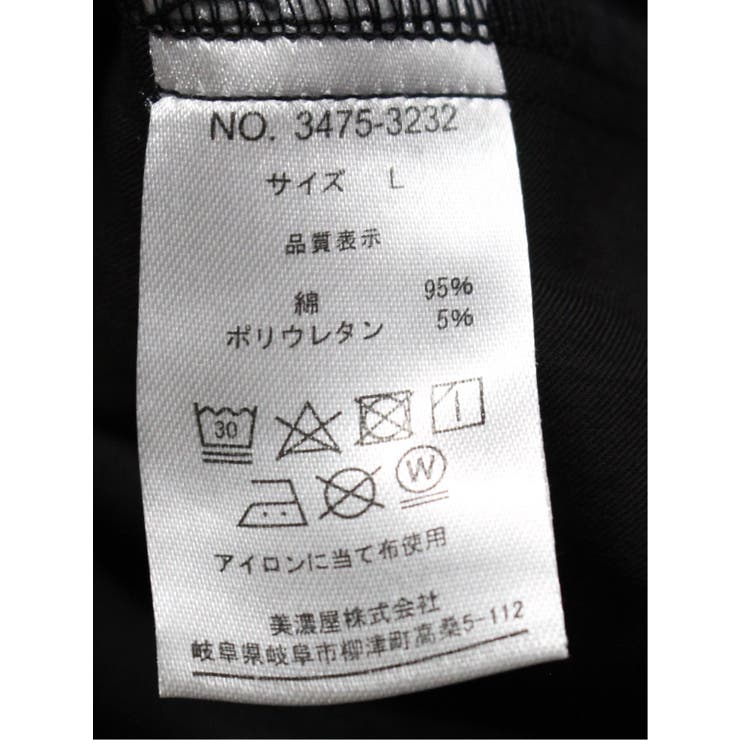 NO. 3475-3232
サイズ L
品質表示
綿 95%
ポリウレタン 5%
30
W
アイロンに当て布使用
美濃屋株式会社
岐阜県岐阜市柳津町高桑5-112